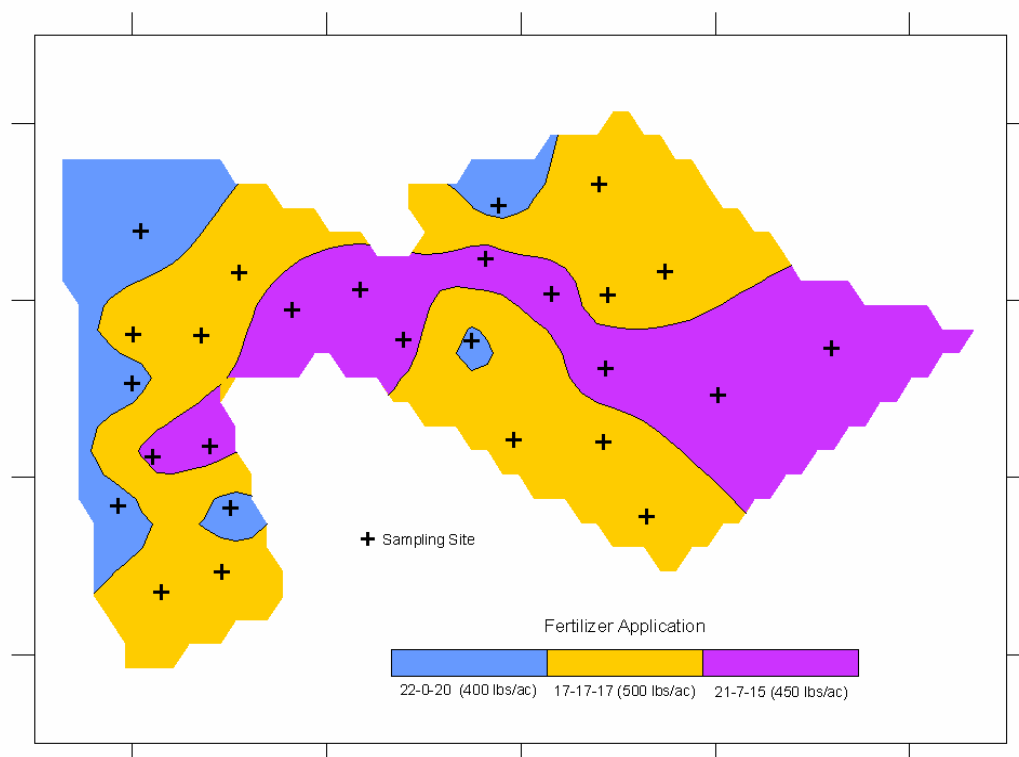 Sampling Site
Fertilizer Application
22-0-20 (400 lbs/ac) 17-17-17 (500 lbs/ac) 21-7-15 (450 lbs/ac)